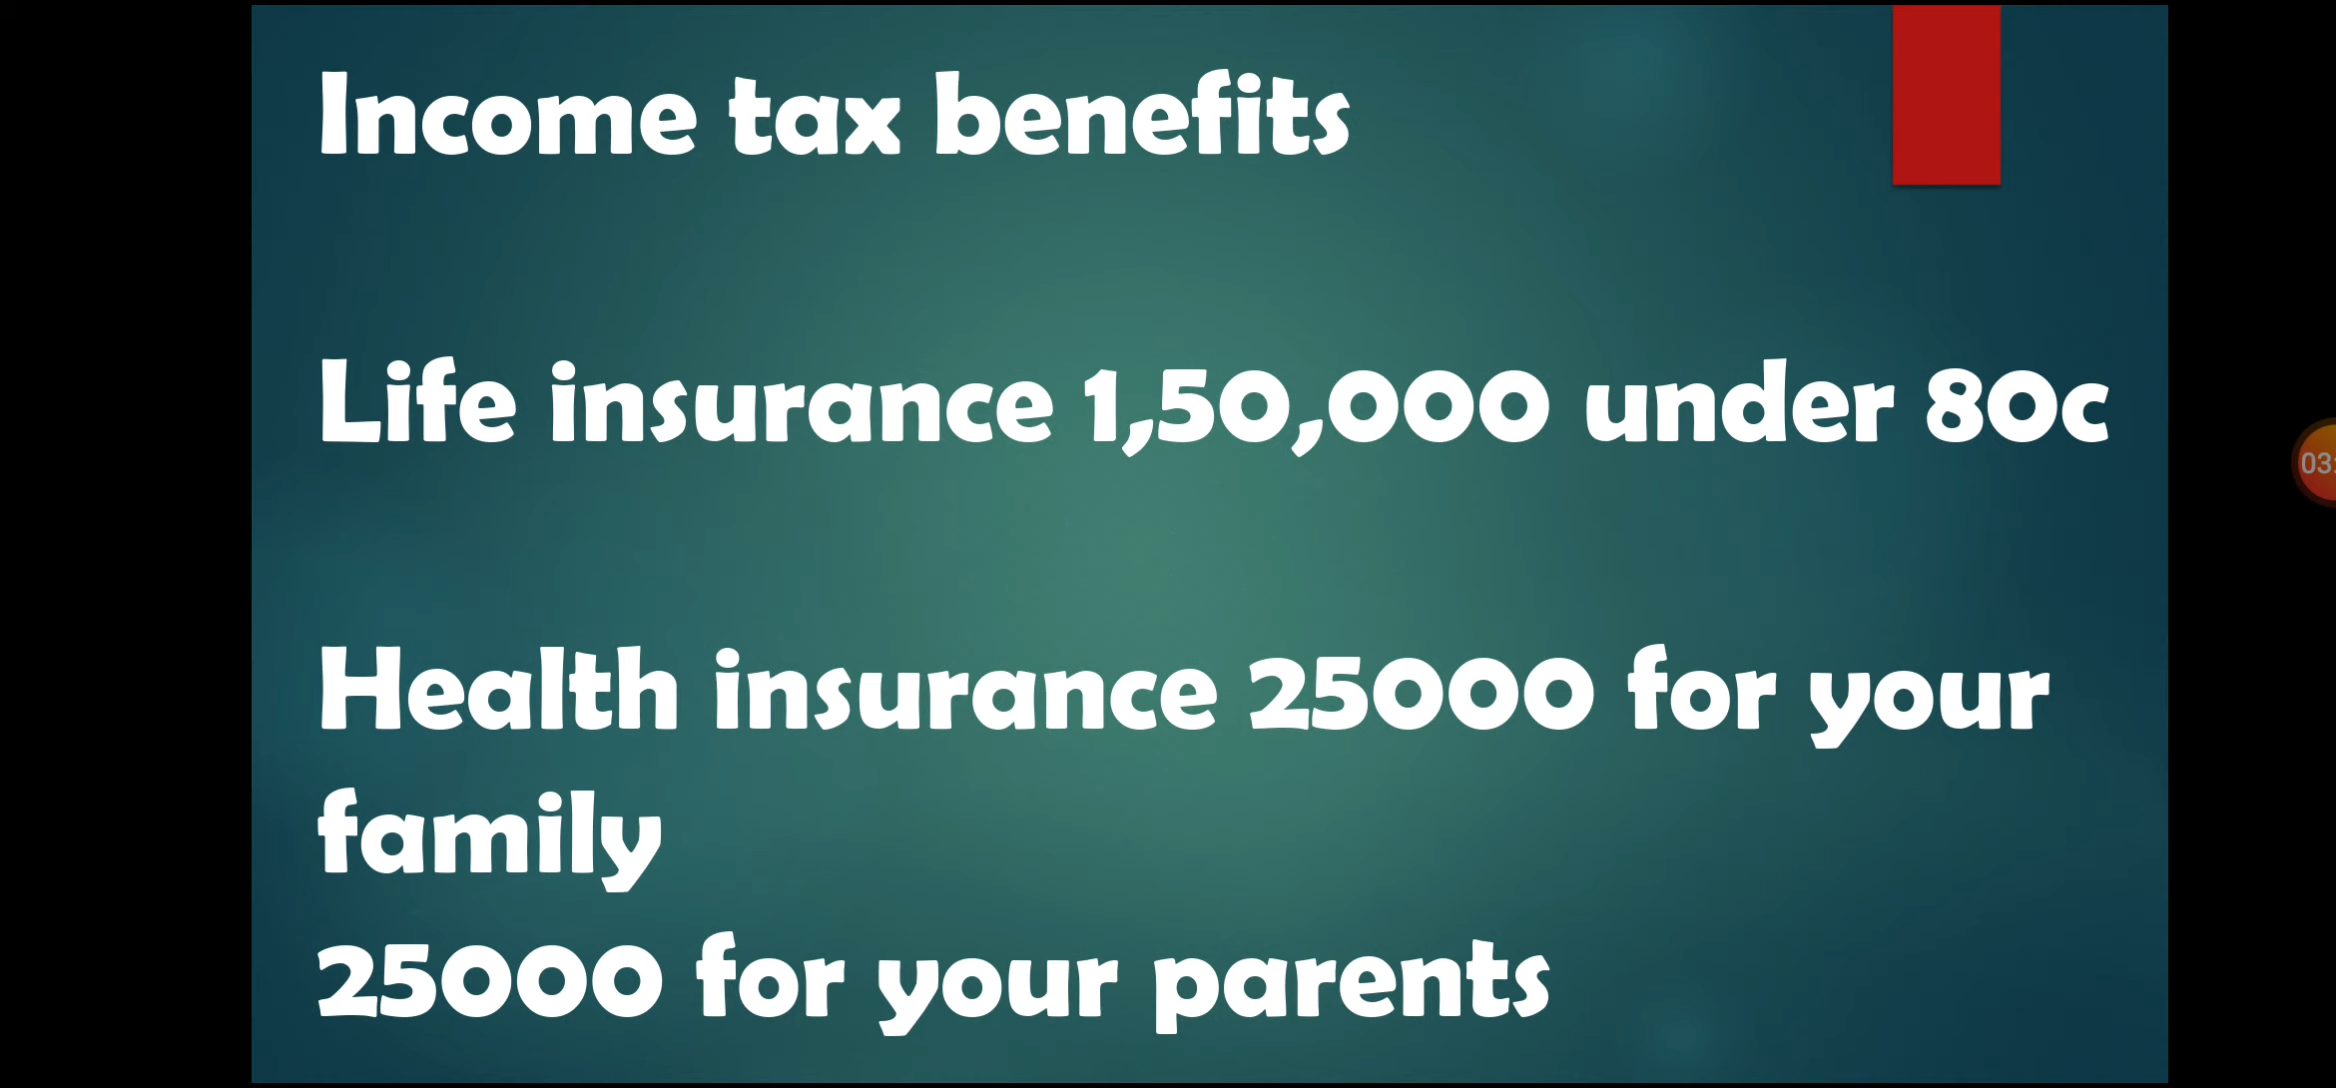 Income tax benefits
Life insurance 1,50,000 under 80c
Health insurance 25000 for your
family
25000 for your parents
03: